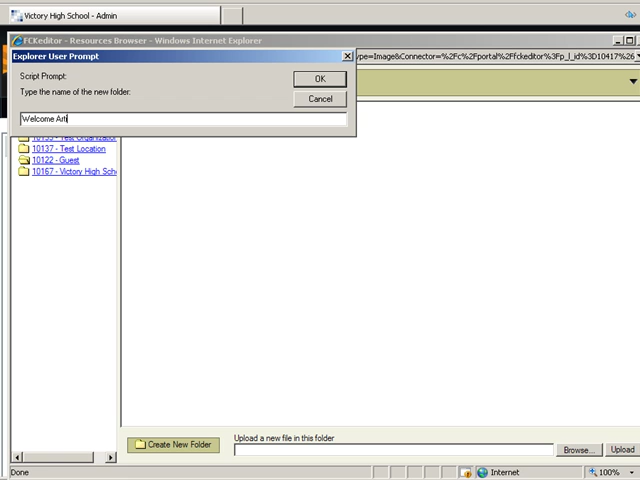 Victory High School - Admin
FCKeditor - Resources Browser - Windows Internet Explorer
Explorer User Prompt
Script Prompt:
OK
Type the name of the new folder.
Cancel
Welcome Arti
ype=Image&Connector=%2Fc%2Fportal%2Ffckeditor%3Fp_l_id%3D10417%26
Test Organization
10137 - Test Location
10122 - Guest
10167 - Victory High Scho
Create New Folder
Upload a new file in this folder
Browse...
Upload
Done
Internet
100%